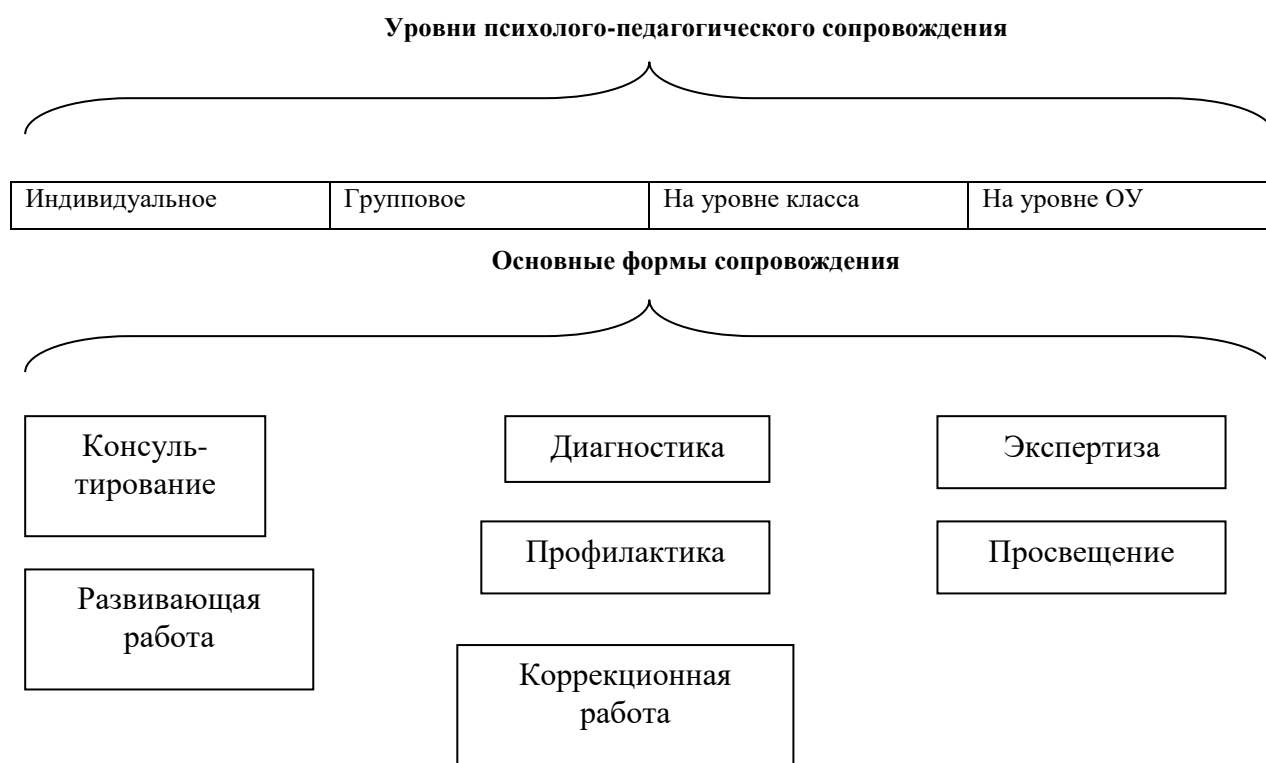 Уровни психолого-педагогического сопровождения
Индивидуальное
Групповое
На уровне класса
На уровне ОУ
Основные формы сопровождения
Консуль-
тирование
Диагностика
Экспертиза
Профилактика
Просвещение
Развивающая
работа
Коррекционная
работа